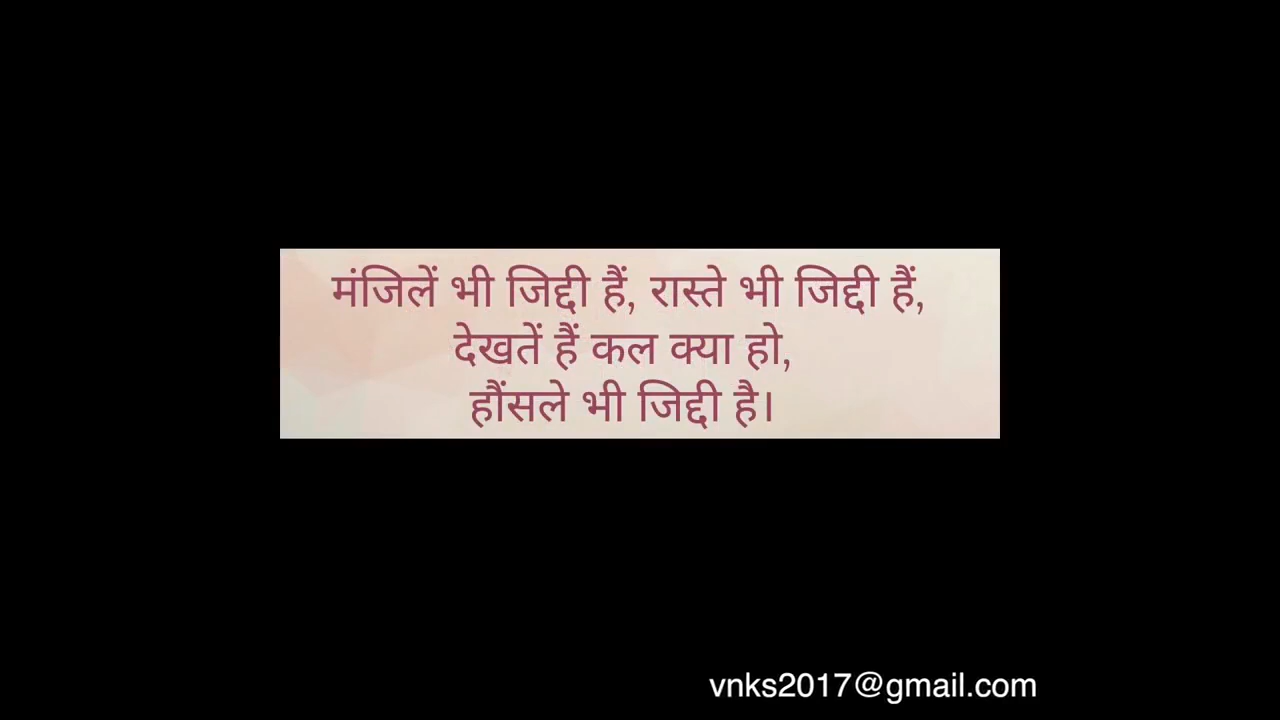 मंजिलें भी जिद्दी हैं, रास्ते भी जिद्दी हैं,
देखतें हैं कल क्या हो,
हौंसले भी जिद्दी है।
vnks2017@gmail.com